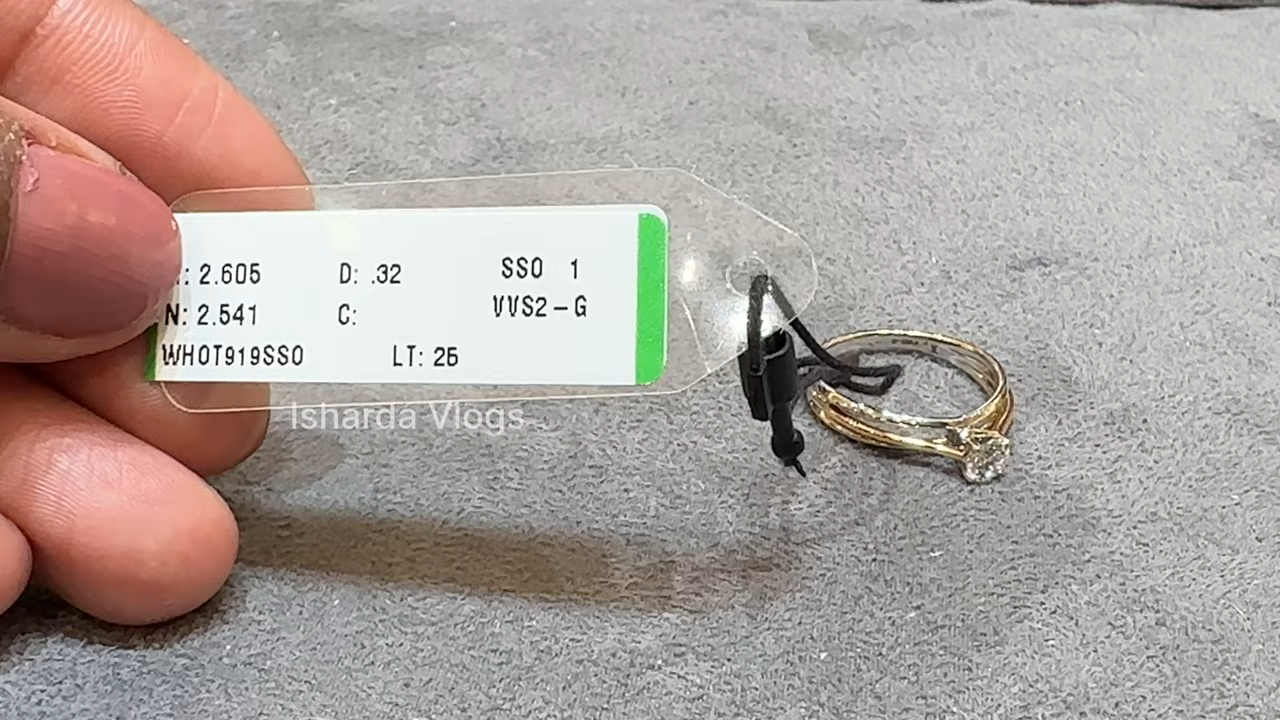 : 2.605 D: .32 SSO 1
N: 2.541 C: VVS2-G
WHOT919SSO LT: 25
Isharda Vlogs